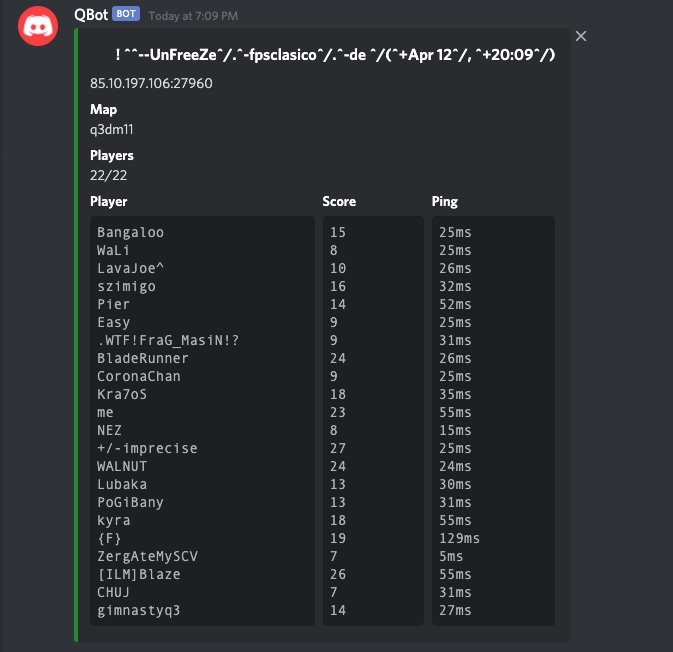 QBot BOT Today at 7:09 PM
!^^--UnFreeZe^/.^-fpsclasico^/.^-de ^/(^+Apr 12^/, ^+20:09^/)
85.10.197.106:27960
Map
q3dm11
Players
22/22
Player Score Ping
Bangaloo 15 25ms
WaLi 8 25ms
LavaJoe^ 10 26ms
szimigo 16 32ms
Pier 14 52ms
Easy 9 25ms
.WTF!FraG_MasiN!? 9 31ms
BladeRunner 24 26ms
CoronaChan 9 25ms
Kra7oS 18 35ms
me 23 55ms
NEZ 8 15ms
+/-imprecise 27 25ms
WALNUT 24 24ms
Lubaka 13 30ms
PoGiBany 13 31ms
kyra 18 55ms
{F} 19 129ms
ZergAteMySCV 7 5ms
[ILM]Blaze 26 55ms
CHUJ 7 31ms
gimnastyq3 14 27ms